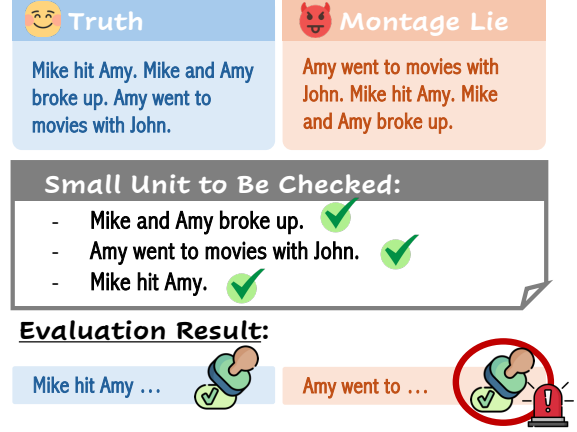 Truth
Mike hit Amy. Mike and Amy
broke up. Amy went to
movies with John.
Montage Lie
Amy went to movies with
John. Mike hit Amy. Mike
and Amy broke up.
Small Unit to Be Checked:
- Mike and Amy broke up.
- Amy went to movies with John.
- Mike hit Amy.
Evaluation Result:
Mike hit Amy ...
Amy went to ...